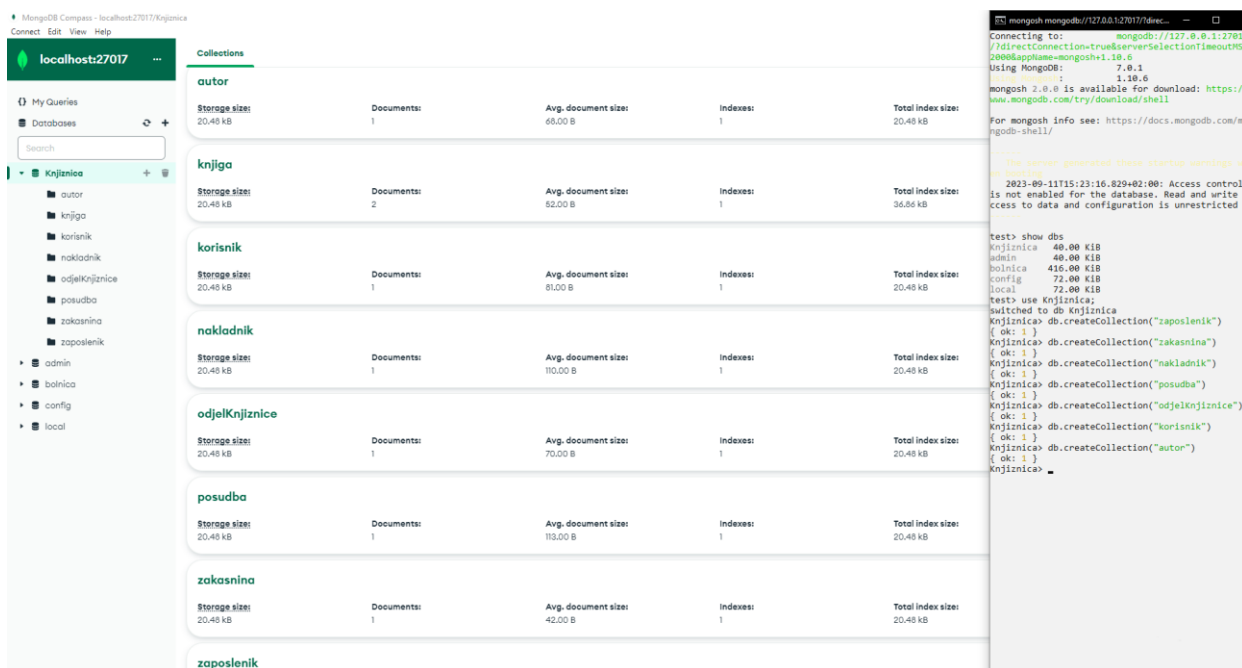 MongoDB Compass - localhost:27017/Knjiznica
Connect Edit View Help
localhost:27017 ...
{} My Queries
Databases
Search
Knjiznica
autor
knjiga
korisnik
nakladnik
odjelKnjiznice
posudba
zakasnina
zaposlenik
admin
bolnica
config
local
Collections
autor
Storage size: Documents: Avg. document size: Indexes: Total index size:
20.48 kB 1 68.00 B 1 20.48 kB
knjiga
Storage size: Documents: Avg. document size: Indexes: Total index size:
20.48 kB 2 52.00 B 1 36.86 kB
korisnik
Storage size: Documents: Avg. document size: Indexes: Total index size:
20.48 kB 1 81.00 B 1 20.48 kB
nakladnik
Storage size: Documents: Avg. document size: Indexes: Total index size:
20.48 kB 1 110.00 B 1 20.48 kB
odjelKnjiznice
Storage size: Documents: Avg. document size: Indexes: Total index size:
20.48 kB 1 70.00 B 1 20.48 kB
posudba
Storage size: Documents: Avg. document size: Indexes: Total index size:
20.48 kB 1 113.00 B 1 20.48 kB
zakasnina
Storage size: Documents: Avg. document size: Indexes: Total index size:
20.48 kB 1 42.00 B 1 20.48 kB
zaposlenik
mongosh mongodb://127.0.0.1:27017/?direc...
Connecting to: mongodb://127.0.0.1:2701
/?directConnection=true&serverSelectionTimeoutMS
2000&appName=mongosh+1.10.6
Using MongoDB: 7.0.1
1.10.6
mongosh 2.0.0 is available for download: https:/
www.mongodb.com/try/download/shell
For mongosh info see: https://docs.mongodb.com/m
ngodb-shell/
------
The server generated these startup warnings
2023-09-11T15:23:16.829+02:00: Access control
is not enabled for the database. Read and write
ccess to data and configuration is unrestricted
------
test> show dbs
Knjiznica 40.00 KiB
admin 40.00 KiB
bolnica 416.00 KiB
config 72.00 KiB
local 72.00 KiB
test> use Knjiznica;
switched to db Knjiznica
Knjiznica> db.createCollection("zaposlenik")
{ ok: 1 }
Knjiznica> db.createCollection("zakasnina")
{ ok: 1 }
Knjiznica> db.createCollection("nakladnik")
{ ok: 1 }
Knjiznica> db.createCollection("posudba")
{ ok: 1 }
Knjiznica> db.createCollection("odjelKnjiznice")
{ ok: 1 }
Knjiznica> db.createCollection("korisnik")
{ ok: 1 }
Knjiznica> db.createCollection("autor")
{ ok: 1 }
Knjiznica>